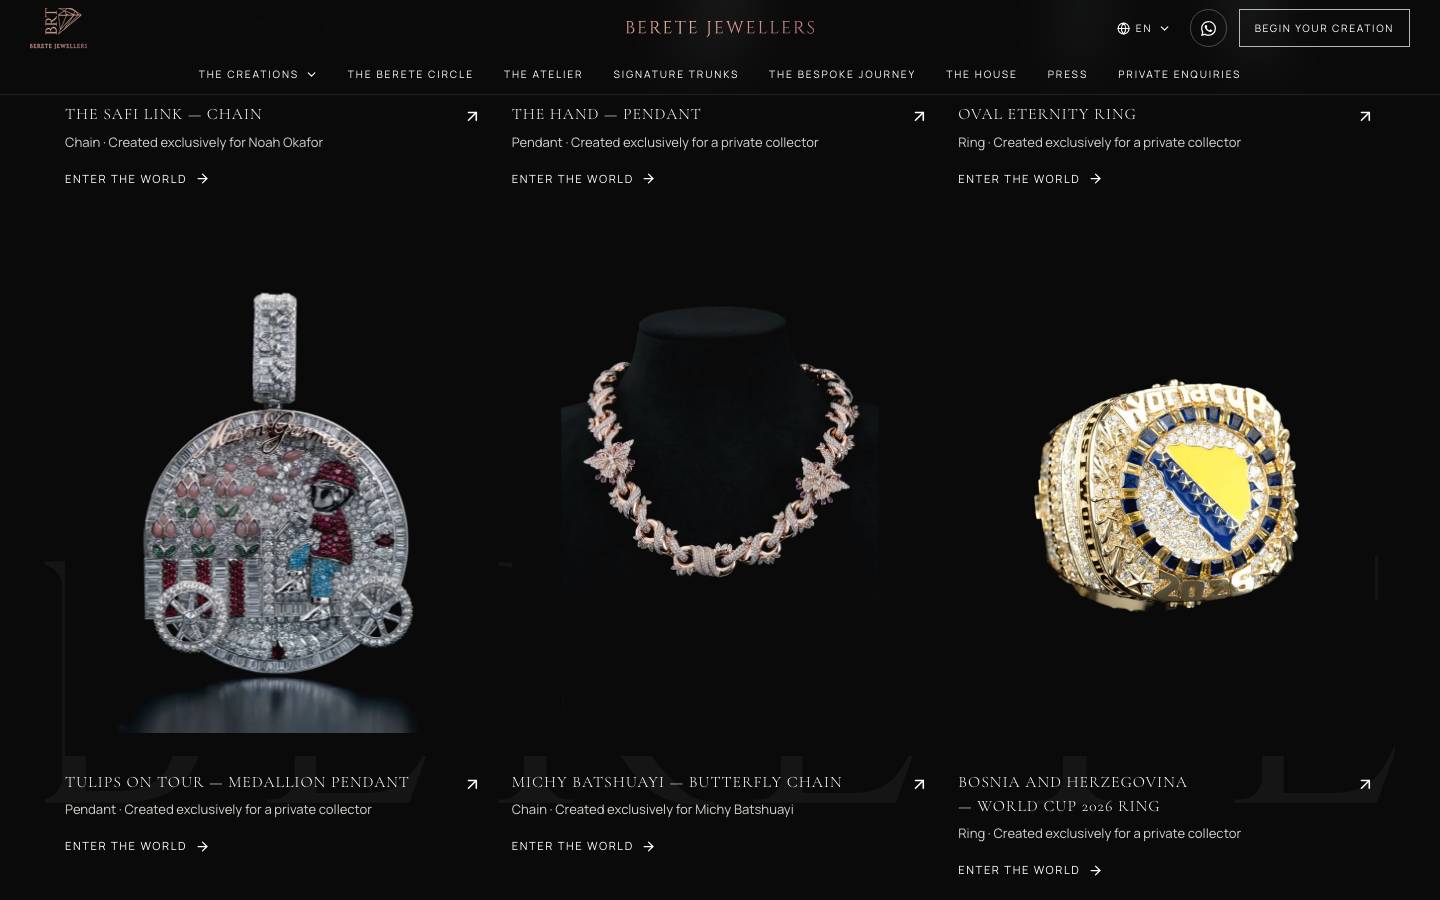 BRT
BERETE JEWELLERS
BERETE JEWELLERS
EN
BEGIN YOUR CREATION
THE CREATIONS
THE BERETE CIRCLE
THE ATELIER
SIGNATURE TRUNKS
THE BESPOKE JOURNEY
THE HOUSE
PRESS
PRIVATE ENQUIRIES
THE SAFI LINK — CHAIN
Chain · Created exclusively for Noah Okafor
ENTER THE WORLD
THE HAND — PENDANT
Pendant · Created exclusively for a private collector
ENTER THE WORLD
OVAL ETERNITY RING
Ring · Created exclusively for a private collector
ENTER THE WORLD
World cup
2026
TULIPS ON TOUR — MEDALLION PENDANT
Pendant · Created exclusively for a private collector
ENTER THE WORLD
MICHY BATSHUAYI — BUTTERFLY CHAIN
Chain · Created exclusively for Michy Batshuayi
ENTER THE WORLD
BOSNIA AND HERZEGOVINA
— WORLD CUP 2026 RING
Ring · Created exclusively for a private collector
ENTER THE WORLD